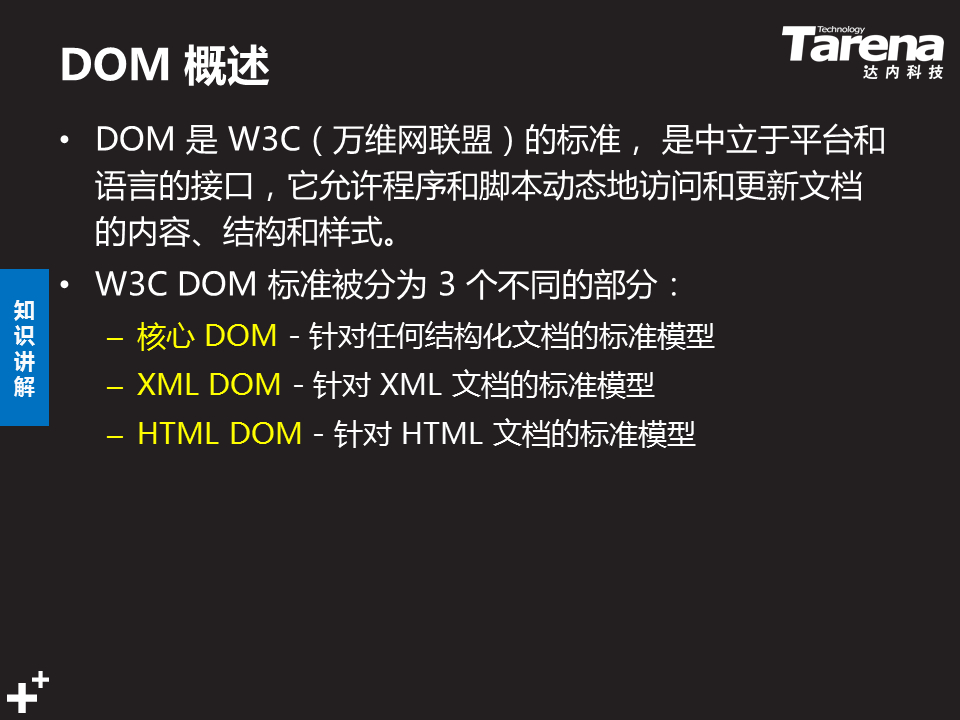 DOM 概述
Technology
Tarena
达内科技
• DOM 是 W3C（万维网联盟）的标准， 是中立于平台和
语言的接口，它允许程序和脚本动态地访问和更新文档
的内容、结构和样式。
• W3C DOM 标准被分为 3 个不同的部分：
– 核心 DOM - 针对任何结构化文档的标准模型
– XML DOM - 针对 XML 文档的标准模型
– HTML DOM - 针对 HTML 文档的标准模型
知
识
讲
解